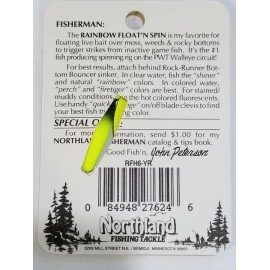 FISHERMAN:
The RAINBOW FLOAT'N SPIN is my favorite for
floating live bait over moss, weeds & rocky bottoms
to trigger strikes from inactive game fish. It's the #1
fish producing spinning rig on the PWT Walleye circuit!
For best results, attach behind Rock-Runner Bot-
tom Bouncer sinker. In clear water, fish the "shiner"
and natural "rainbow" colors. In colored water,
"perch" and "firetiger" colors are best. For stained/
muddy conditions, the hot colored fluorescents.
Use handy "quick-change" on/off blade clevis to find
your
SPECIAL
For more information, send $1.00 for my
NORTHLAND FISHERMAN catalog & tips book.
Good Fish'n,
John Peterson
RFH6-YR
0 84948 27624 6
Northland
FISHING TACKLE